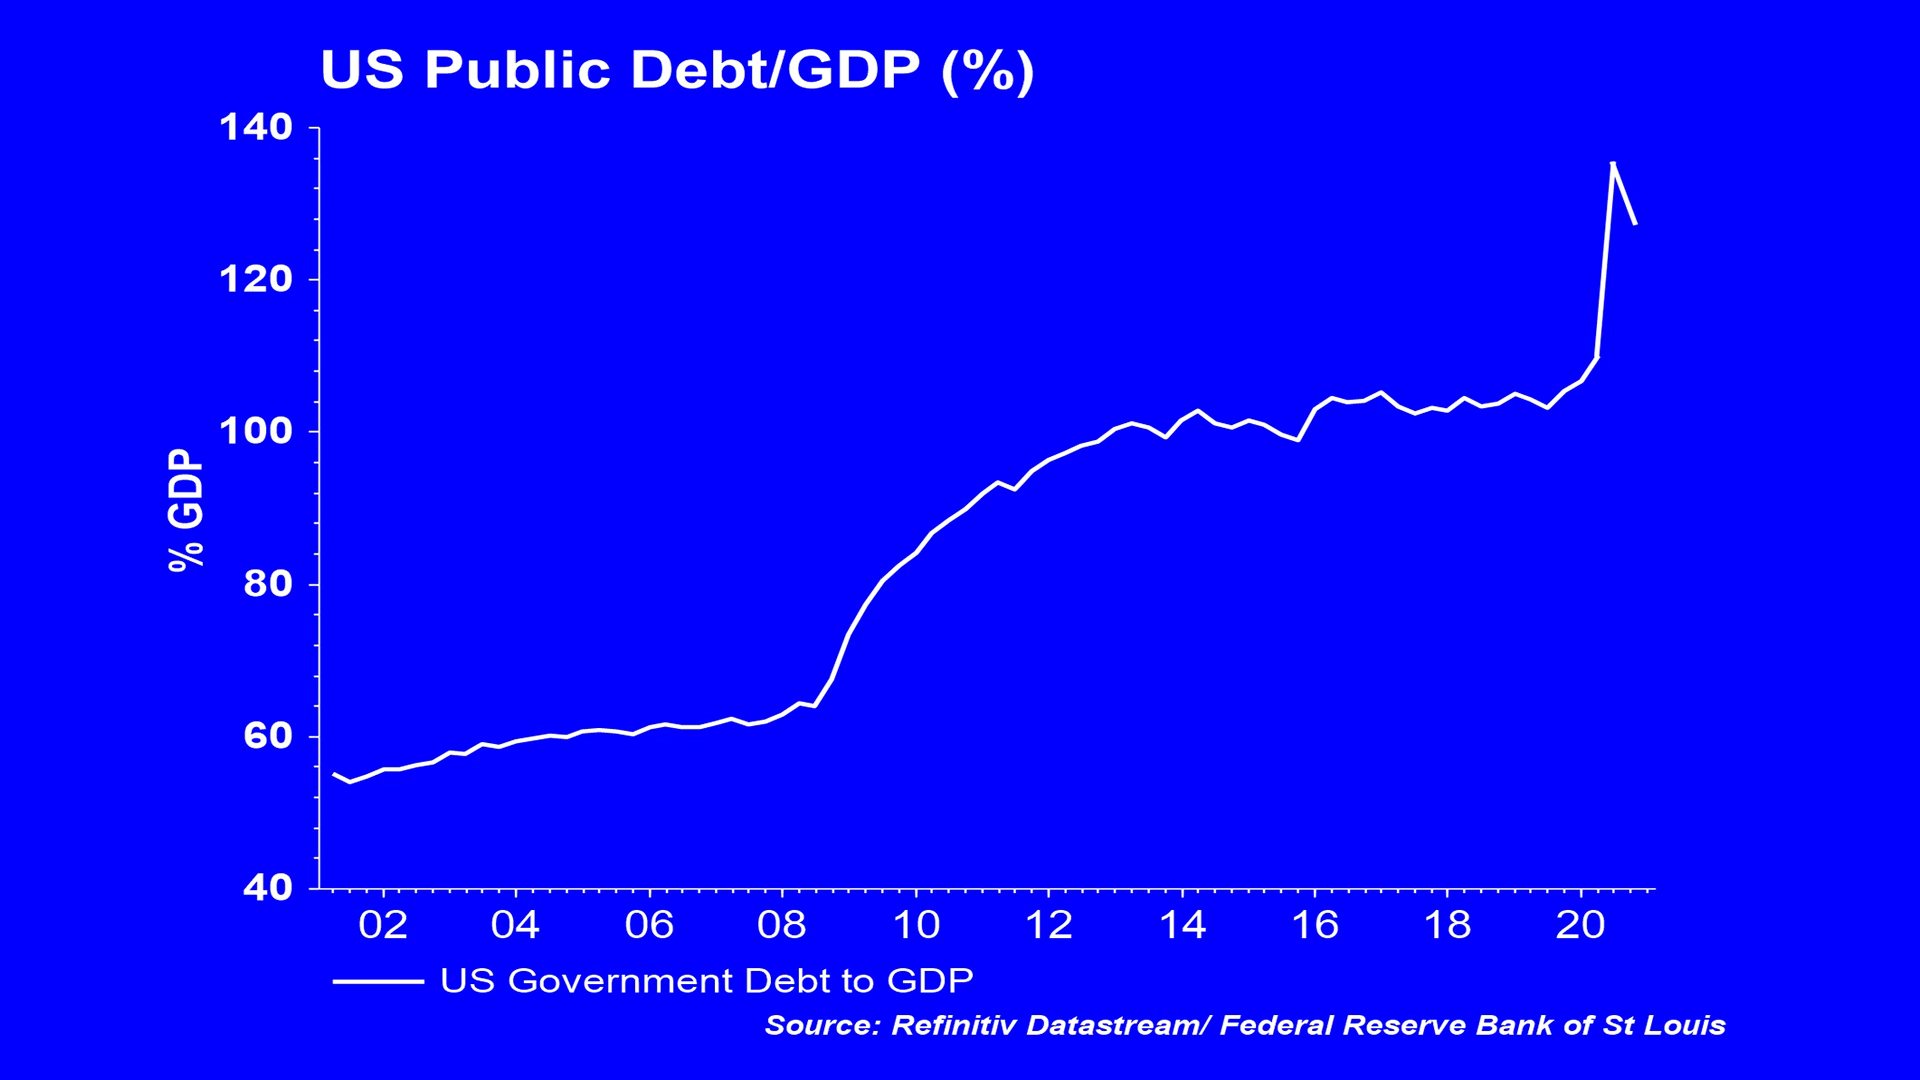 US Public Debt/GDP (%)
140
120
100
80
60
40
% GDP
02 04 06 08 10 12 14 16 18 20
US Government Debt to GDP
Source: Refinitiv Datastream/ Federal Reserve Bank of St Louis